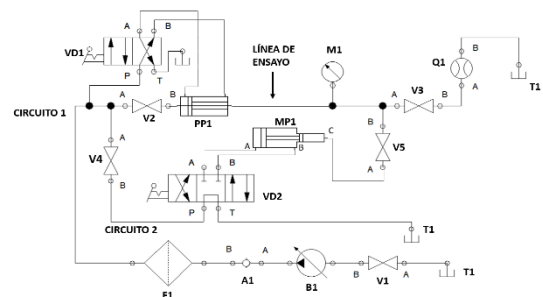 A B
VD1
P T
LÍNEA DE
ENSAYO
M1
Q1
B
A
T1
CIRCUITO 1
A B
V2
PP1
A V3 B
MP1
A B C
B
V5
A
A
V4
B
A B
VD2
P T
CIRCUITO 2
T1
B A
A1
B1
B A
V1
T1
F1